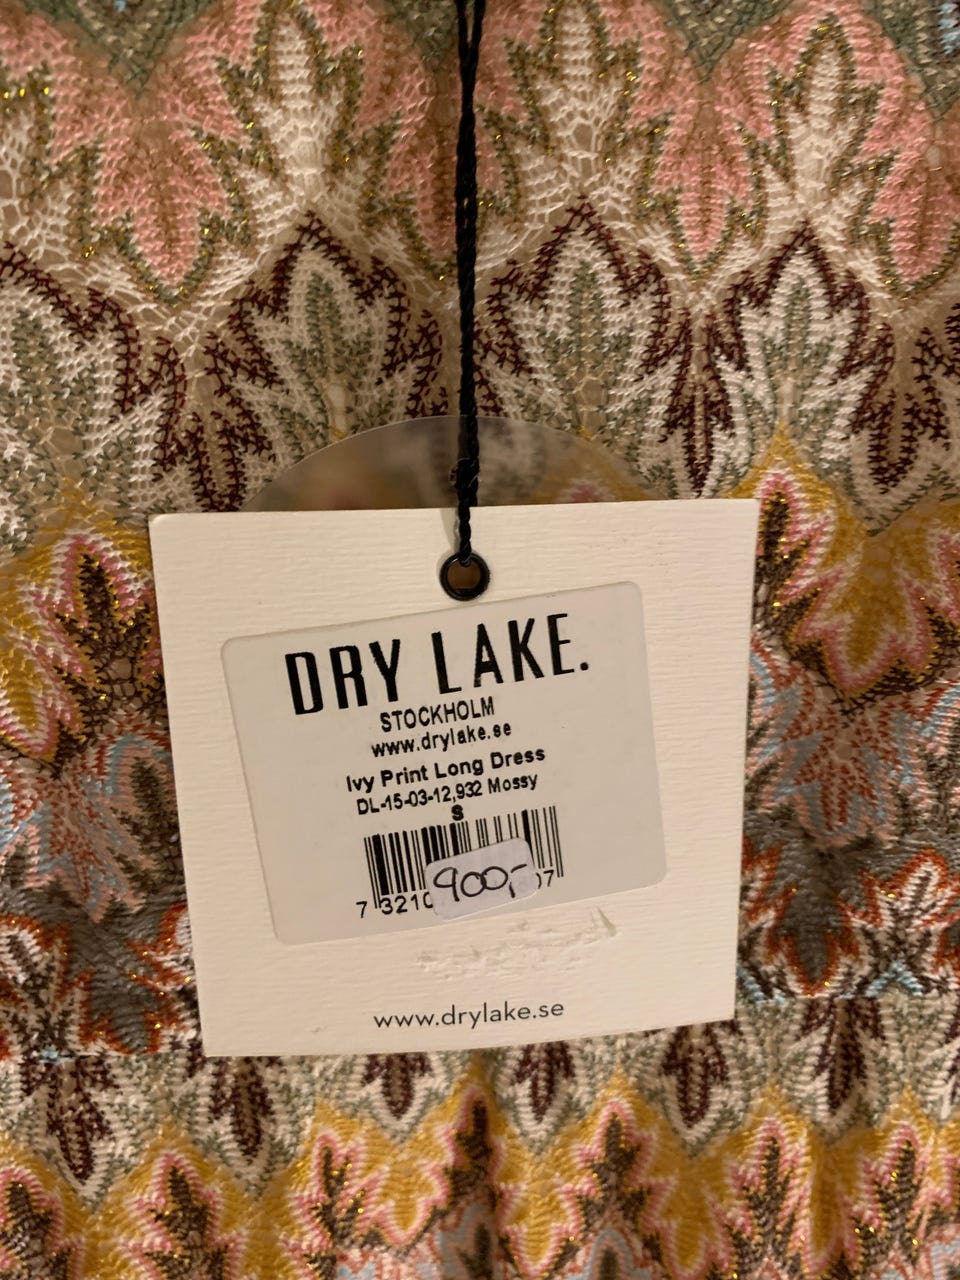 DRY LAKE.
STOCKHOLM
www.drylake.se
Ivy Print Long Dress
DL-15-03-12,932 Mossy
S
900,-
www.drylake.se